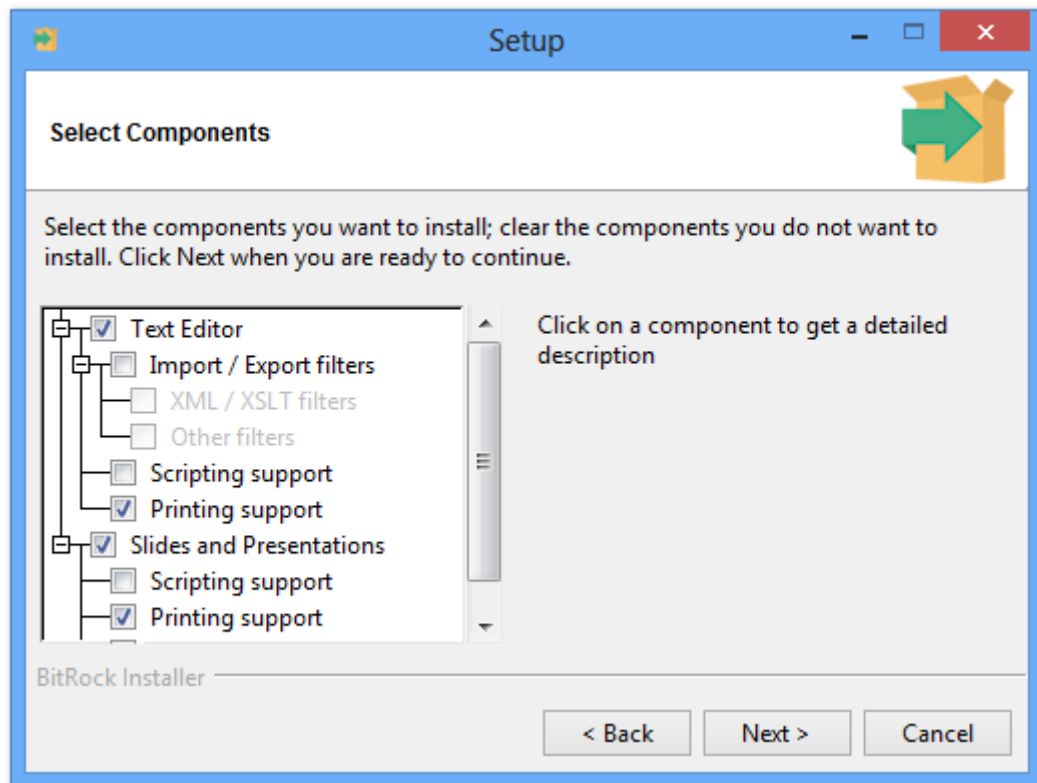 Setup
Select Components
Select the components you want to install; clear the components you do not want to
install. Click Next when you are ready to continue.
Text Editor
Import / Export filters
XML / XSLT filters
Other filters
Scripting support
Printing support
Slides and Presentations
Scripting support
Printing support
Click on a component to get a detailed
description
BitRock Installer
< Back
Next >
Cancel